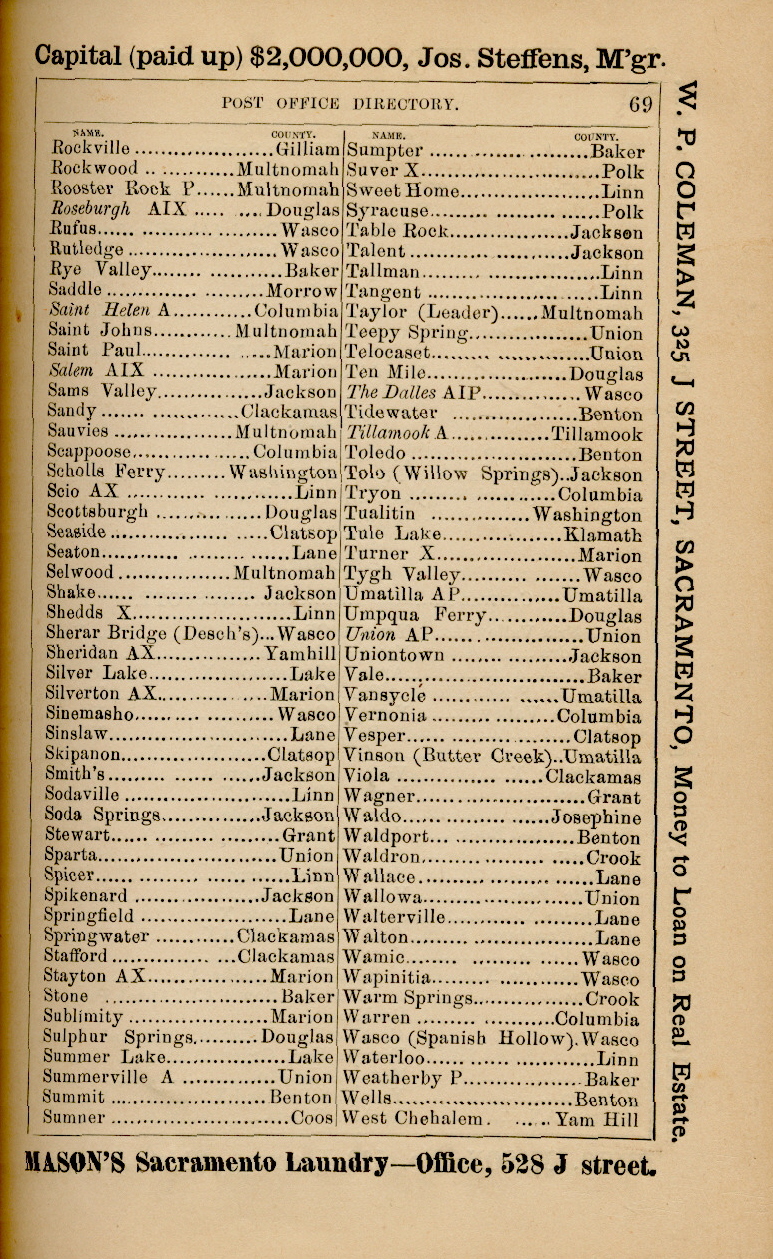 Capital (paid up) $2,000,000, Jos. Steffens, M'gr.
POST OFFICE DIRECTORY. 69
NAME. COUNTY.
Rockville ..................... Gilliam
Rockwood .. ........... Multnomah
Rooster Rock P...... Multnomah
Roseburgh AIX ..... .... Douglas
Rufus...... ......... .......... Wasco
Rutledge ....................... Wasco
Rye Valley........ ........... Baker
Saddle .............. ......... Morrow
Saint Helen A............ Columbia
Saint Johns............ Multnomah
Saint Paul............. ..... Marion
Salem AIX .................. Marion
Sams Valley................ Jackson
Sandy ....... ............. Clackamas
Sauvies ................. Multnomah
Scappoose.................. Columbia
Scholls Ferry......... Washington
Scio AX ............ ............ Linn
Scottsburgh ................ Douglas
Seaside ............... ..... Clatsop
Seaton........... .......... ...... Lane
Selwood ................ Multnomah
Shake...... ........ ........ Jackson
Shedds X........................ Linn
Sherar Bridge (Desch's)... Wasco
Sheridan AX................ Yamhill
Silver Lake....................... Lake
Silverton AX............ .... Marion
Sinemasho.......... .......... Wasco
Sinslaw............... ............. Lane
Skipanon........................ Clatsop
Smith's......... ...... ...... Jackson
Sodaville .......................... Linn
Soda Springs................ Jackson
Stewart...... ......... .......... Grant
Sparta............................. Union
Spicer...... ......... ............. Linn
Spikenard ..................... Jackson
Springfield ........................ Lane
Springwater ............ Clackamas
Stafford ............... ... Clackamas
Stayton AX................... Marion
Stone ............................. Baker
Sublimity ...................... Marion
Sulphur Springs.......... Douglas
Summer Lake.................... Lake
Summerville A ............... Union
Summit ......................... Benton
Sumner ............................. Coos
NAME. COUNTY.
Sumpter ........................ Baker
Suver X.......................... Polk
Sweet Home..................... Linn
Syracuse......... ......... ...... Polk
Table Rock.................. Jackson
Talent ............... ........ Jackson
Tallman......... .................. Linn
Tangent ........................... Linn
Taylor (Leader)...... Multnomah
Teepy Spring................... Union
Telocaset......... .............. Union
Ten Mile..................... Douglas
The Dalles AIP............... Wasco
Tidewater ................... Benton
Tillamook A............... Tillamook
Toledo ......................... Benton
Tolo (Willow Springs).. Jackson
Tryon ......... ............ Columbia
Tualitin .............. Washington
Tule Lake.................... Klamath
Turner X..................... Marion
Tygh Valley......... ......... Wasco
Umatilla AP............... Umatilla
Umpqua Ferry............ Douglas
Union AP...... ............... Union
Uniontown ......... ......... Jackson
Vale................................ Baker
Vansycle ............ ...... Umatilla
Vernonia ......... ......... Columbia
Vesper...... ......... ......... Clatsop
Vinson (Butter Creek).. Umatilla
Viola ............... ...... Clackamas
Wagner........................... Grant
Waldo...... ............... Josephine
Waldport... ................. Benton
Waldron......... ......... ...... Crook
Wallace............ ......... ...... Lane
Wallowa........................ Union
Walterville............ ......... Lane
Walton......... .................. Lane
Wamic........ ......... ...... Wasco
Wapinitia......... ............ Wasco
Warm Springs............... Crook
Warren ......... ............ Columbia
Wasco (Spanish Hollow). Wasco
Waterloo...... ...... ............ Linn
Weatherby P.................. Baker
Wells........................... Benton
West Chehalem. ...... Yam Hill
W. P. COLEMAN, 325 J STREET, SACRAMENTO, Money to Loan on Real Estate.
MASON'S Sacramento Laundry—Office, 528 J street.